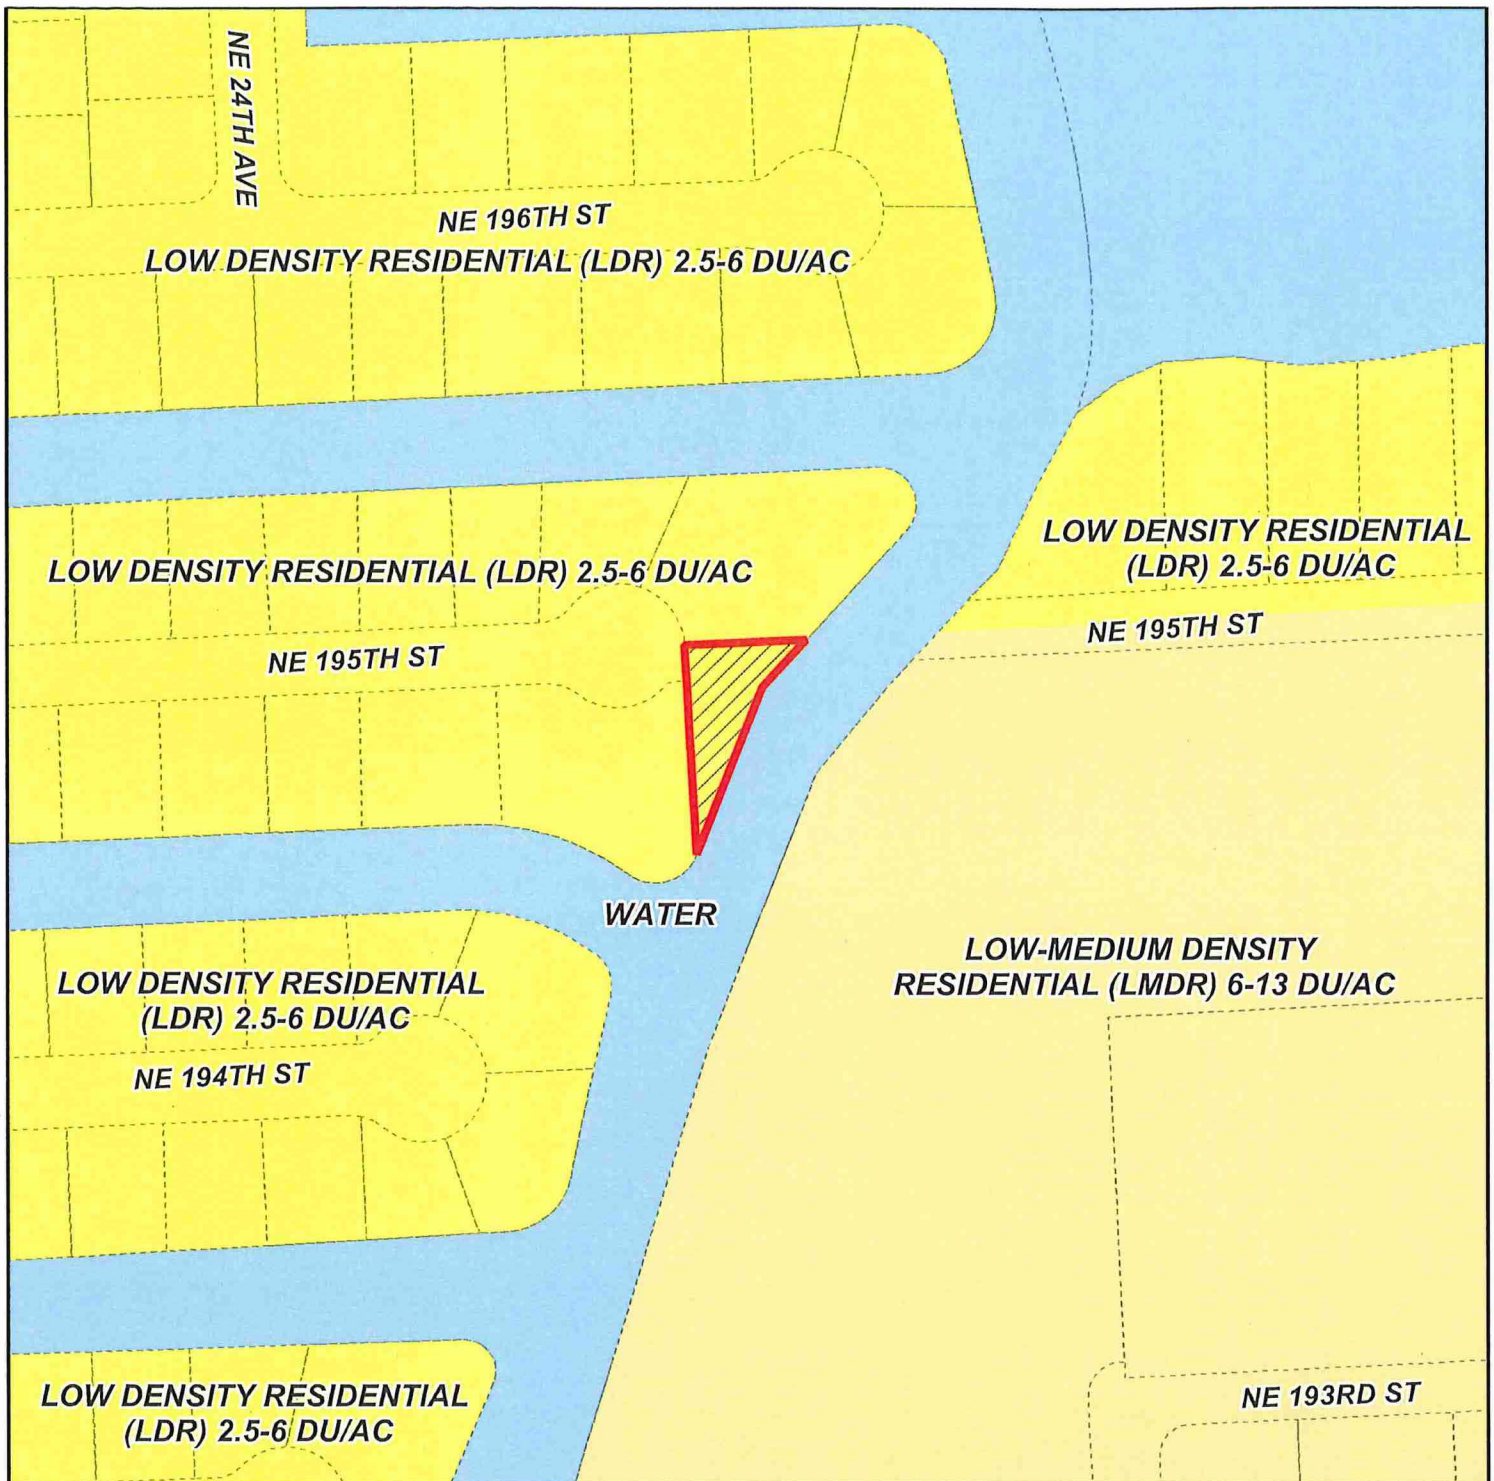 NE 24TH AVE
NE 196TH ST
LOW DENSITY RESIDENTIAL (LDR) 2.5-6 DU/AC
LOW DENSITY RESIDENTIAL
(LDR) 2.5-6 DU/AC
LOW DENSITY RESIDENTIAL (LDR) 2.5-6 DU/AC
NE 195TH ST
NE 195TH ST
WATER
LOW-MEDIUM DENSITY
RESIDENTIAL (LMDR) 6-13 DU/AC
LOW DENSITY RESIDENTIAL
(LDR) 2.5-6 DU/AC
NE 194TH ST
LOW DENSITY RESIDENTIAL
(LDR) 2.5-6 DU/AC
NE 193RD ST